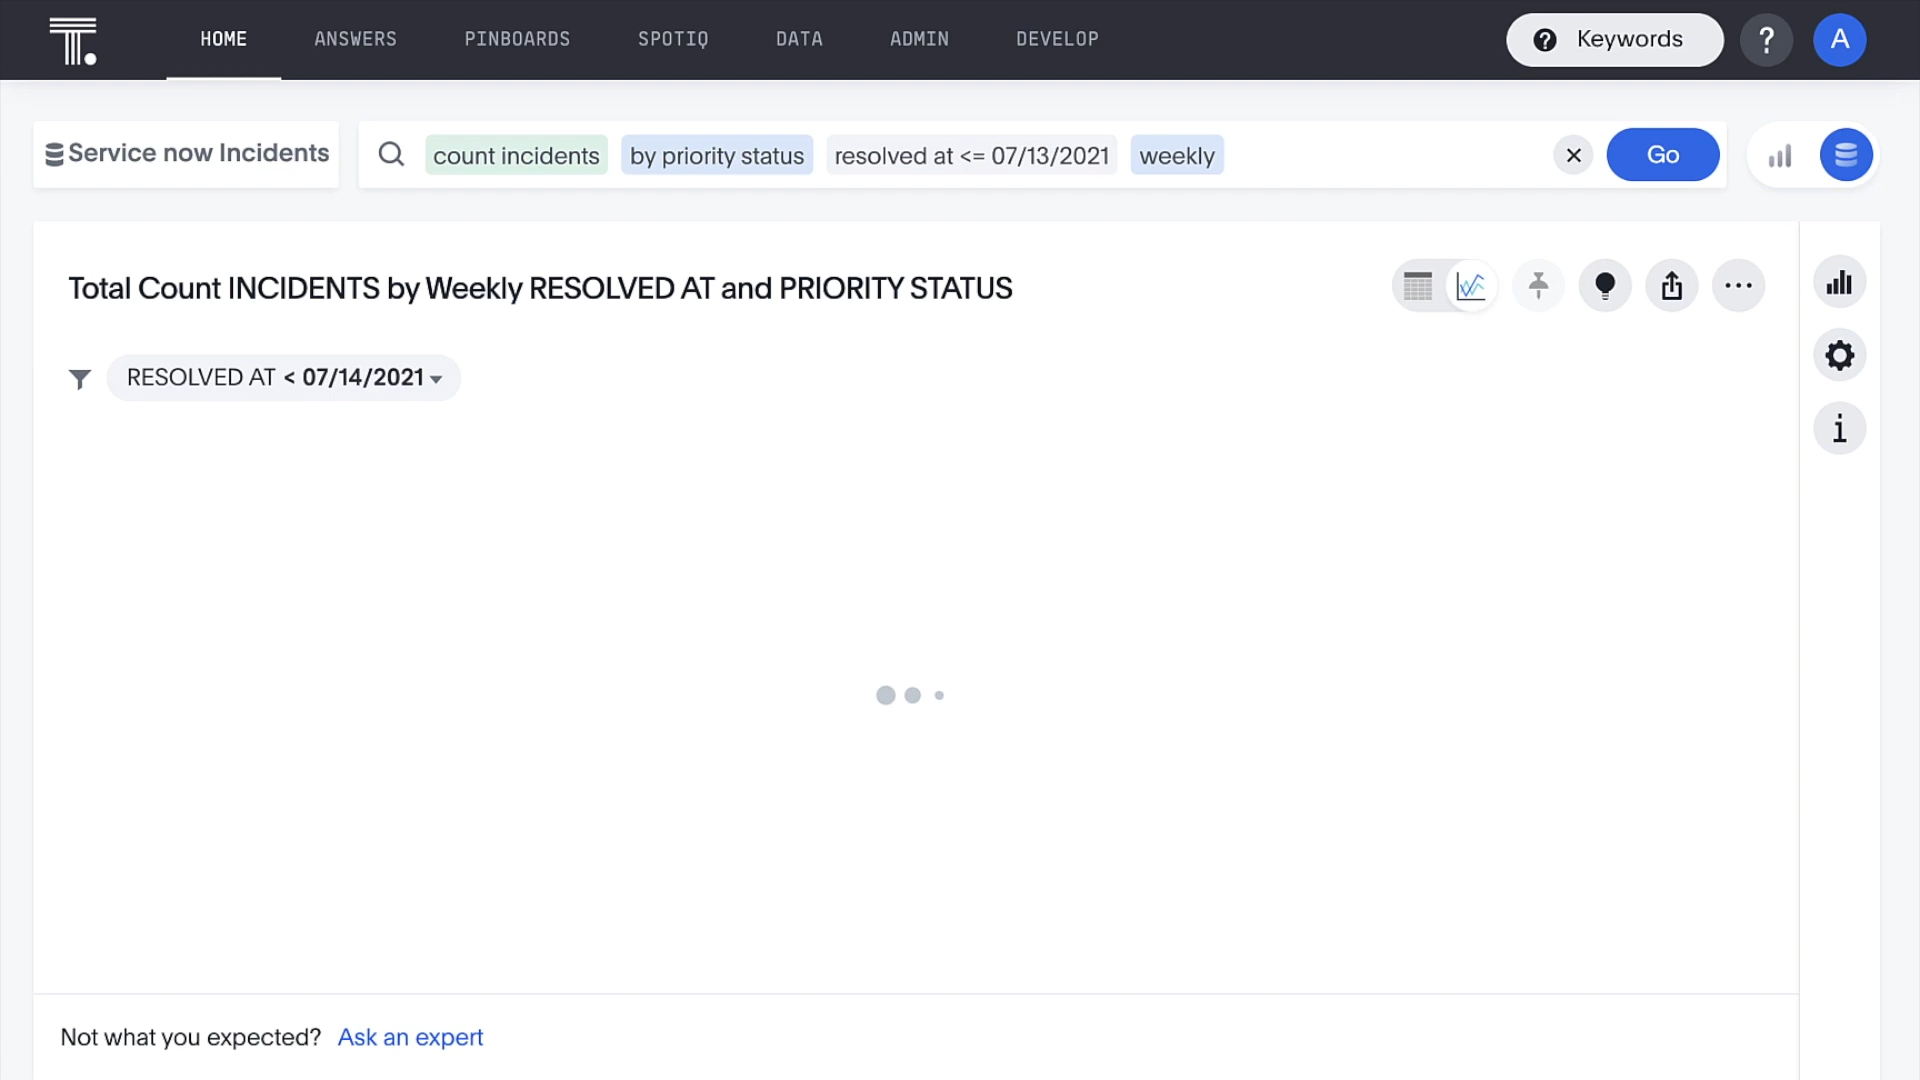 HOME ANSWERS PINBOARDS SPOTIQ DATA ADMIN DEVELOP ? Keywords ? A
Service now Incidents count incidents by priority status resolved at <= 07/13/2021 weekly Go
Total Count INCIDENTS by Weekly RESOLVED AT and PRIORITY STATUS
RESOLVED AT < 07/14/2021
Not what you expected? Ask an expert